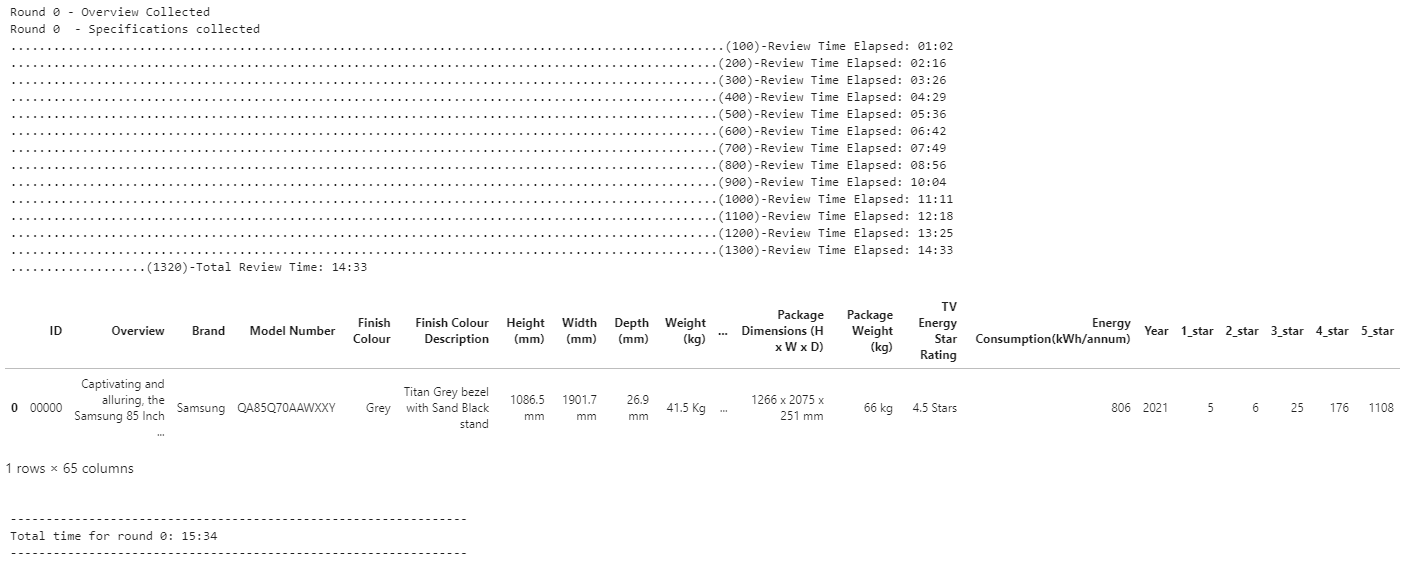 Round 0 - Overview Collected
Round 0  - Specifications collected
...................................................................................................(100)-Review Time Elapsed: 01:02
..................................................................................................(200)-Review Time Elapsed: 02:16
..................................................................................................(300)-Review Time Elapsed: 03:26
..................................................................................................(400)-Review Time Elapsed: 04:29
..................................................................................................(500)-Review Time Elapsed: 05:36
..................................................................................................(600)-Review Time Elapsed: 06:42
..................................................................................................(700)-Review Time Elapsed: 07:49
..................................................................................................(800)-Review Time Elapsed: 08:56
..................................................................................................(900)-Review Time Elapsed: 10:04
..................................................................................................(1000)-Review Time Elapsed: 11:11
..................................................................................................(1100)-Review Time Elapsed: 12:18
..................................................................................................(1200)-Review Time Elapsed: 13:25
..................................................................................................(1300)-Review Time Elapsed: 14:33
...................(1320)-Total Review Time: 14:33
ID Overview Brand Model Number Finish Colour Finish Colour Description Height (mm) Width (mm) Depth (mm) Weight (kg) ... Package Dimensions (H x W x D) Package Weight (kg) TV Energy Star Rating Energy Consumption(kWh/annum) Year 1_star 2_star 3_star 4_star 5_star
0 00000 Captivating and alluring, the Samsung 85 Inch ... Samsung QA85Q70AAWXXY Grey Titan Grey bezel with Sand Black stand 1086.5 mm 1901.7 mm 26.9 mm 41.5 Kg ... 1266 x 2075 x 251 mm 66 kg 4.5 Stars 806 2021 5 6 25 176 1108
1 rows × 65 columns
---------------------------------------------------------------
Total time for round 0: 15:34
---------------------------------------------------------------